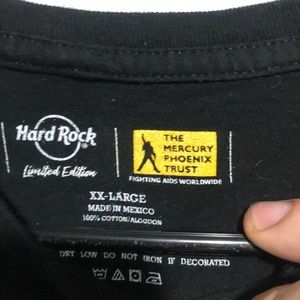 Hard Rock
Limited Edition
THE
MERCURY
PHOENIX
TRUST
FIGHTING AIDS WORLDWIDE
XX-LARGE
MADE IN MEXICO
100% COTTON/ALGODON
DRY LOW DO NOT IRON IF DECORATED